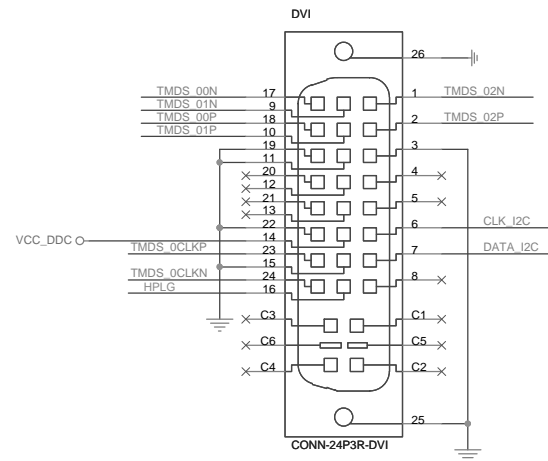 DVI
26
TMDS_00N 17 1 TMDS_02N
TMDS_01N 9
TMDS_00P 18 2 TMDS_02P
TMDS_01P 10
19 3
11
20 4
12
21 5
13
22 6 CLK_I2C
VCC_DDC 14
TMDS_0CLKP 23 7 DATA_I2C
15
TMDS_0CLKN 24 8
HPLG 16
C3 C1
C6 C5
C4 C2
25
CONN-24P3R-DVI